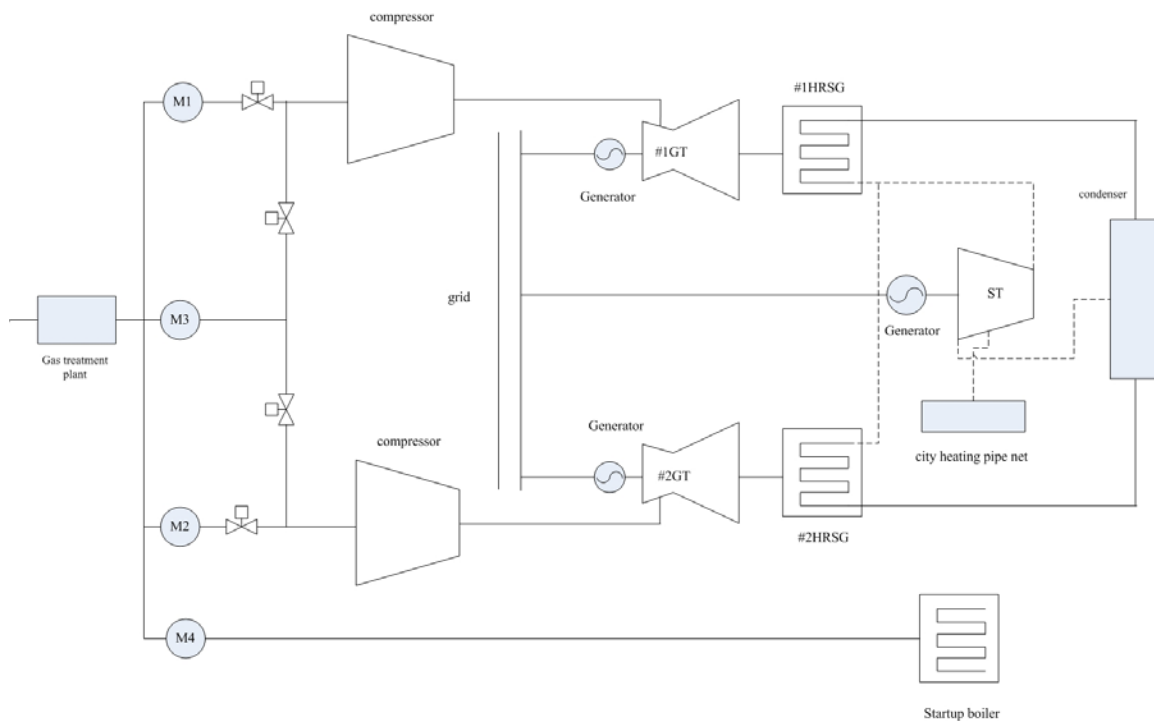 compressor
#1HRSG
M1
#1GT
Generator
condenser
grid
ST
Generator
M3
Gas treatment
plant
Generator
compressor
city heating pipe net
#2GT
M2
#2HRSG
M4
Startup boiler